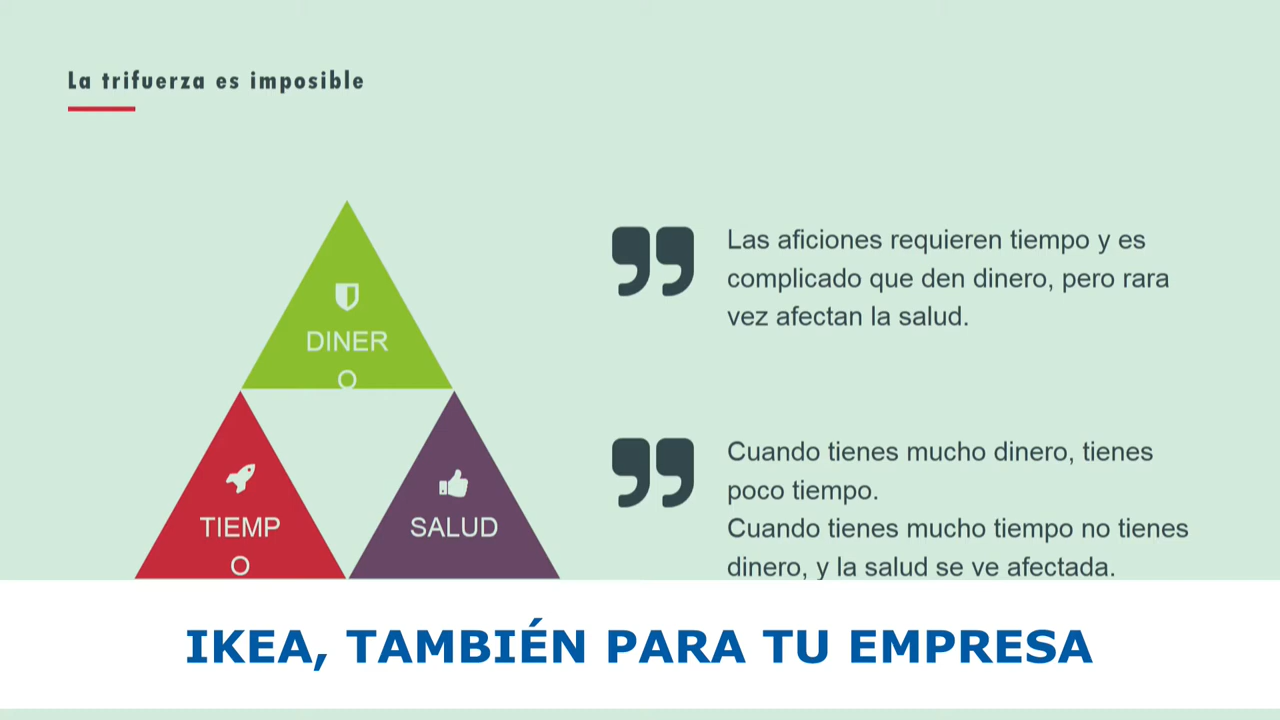 La trifuerza es imposible
DINER
O
TIEMP
O
SALUD
Las aficiones requieren tiempo y es
complicado que den dinero, pero rara
vez afectan la salud.
Cuando tienes mucho dinero, tienes
poco tiempo.
Cuando tienes mucho tiempo no tienes
dinero, y la salud se ve afectada.
IKEA, TAMBIÉN PARA TU EMPRESA